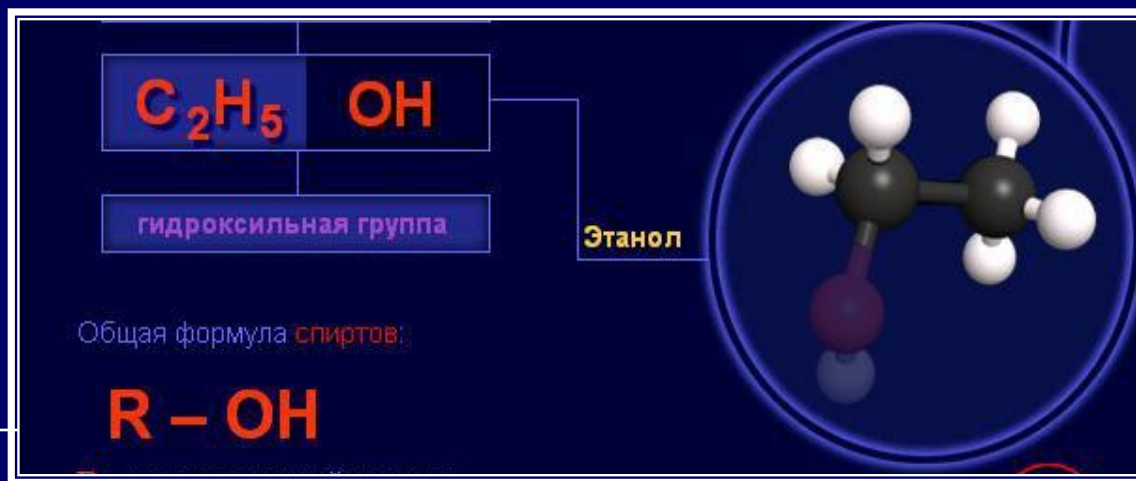 C₂H₅ OH
гидроксильная группа
Этанол
Общая формула спиртов:
R – OH